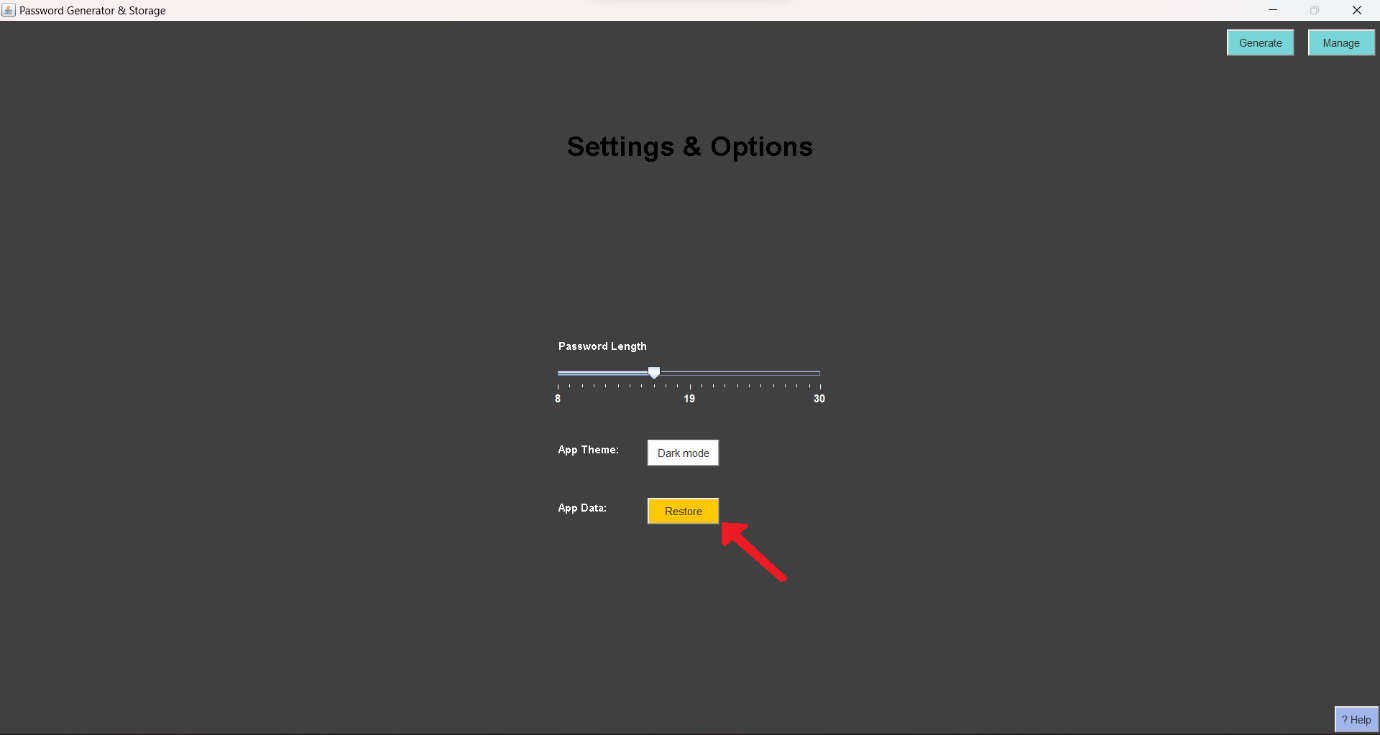 Password Generator & Storage
Generate Manage
Settings & Options
Password Length
8 19 30
App Theme: Dark mode
App Data: Restore
? Help